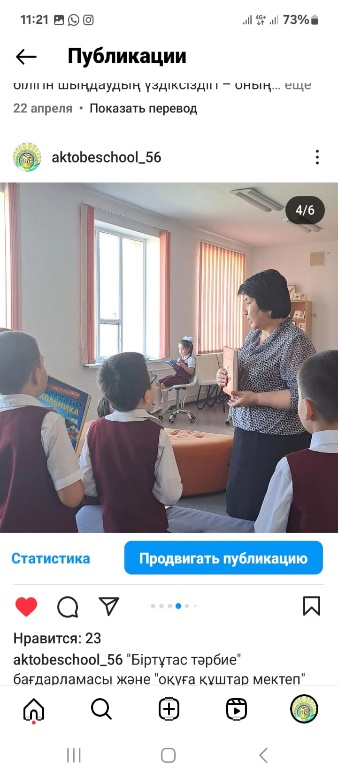 11:21
73%
Публикации
білігін шыңдаудың үздіксіздігі – оның... еще
22 апреля • Показать перевод
aktobeschool_56
4/6
Статистика
Продвигать публикацию
Нравится: 23
aktobeschool_56 "Біртұтас тәрбие"
бағдарламасы және "оқуға құштар мектеп"